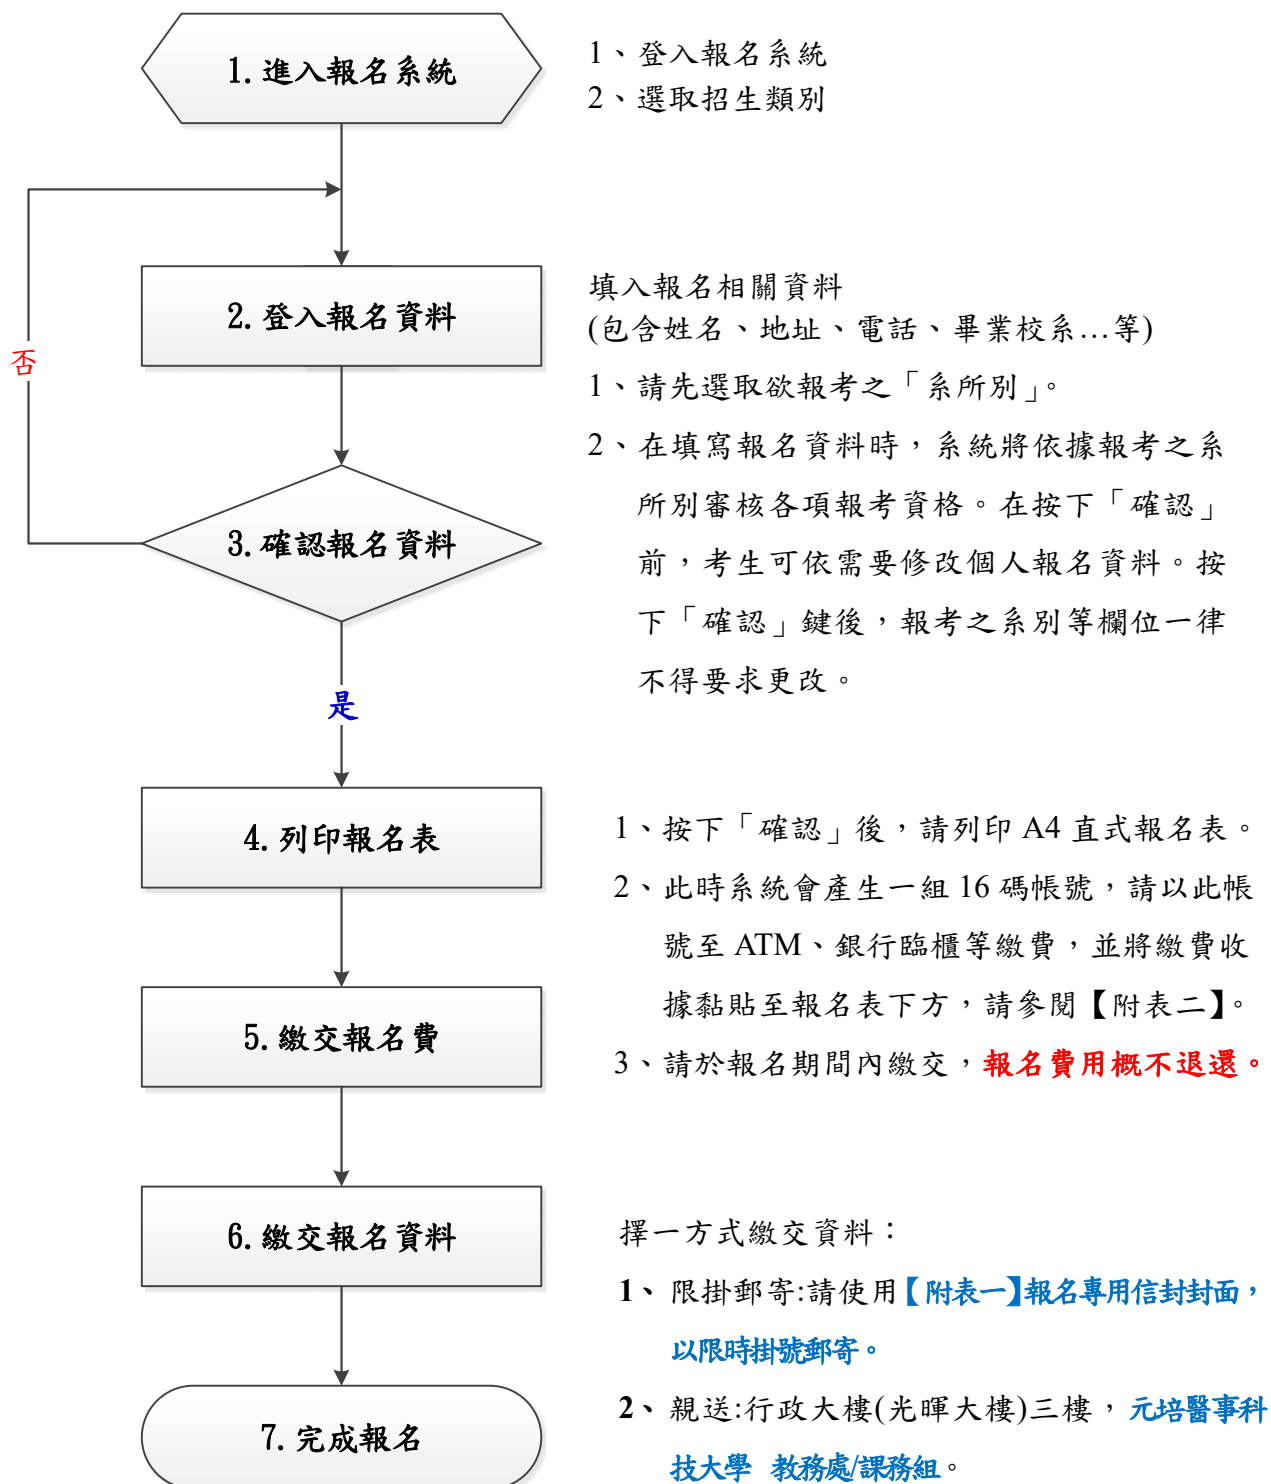 1.進入報名系統
1、登入報名系統
2、選取招生類別
2.登入報名資料
填入報名相關資料
(包含姓名、地址、電話、畢業校系…等)
否
1、請先選取欲報考之「系所別」。
2、在填寫報名資料時，系統將依據報考之系
所別審核各項報考資格。在按下「確認」
3.確認報名資料
前，考生可依需要修改個人報名資料。按
下「確認」鍵後，報考之系別等欄位一律
不得要求更改。
是
4.列印報名表
1、按下「確認」後，請列印 A4 直式報名表。
2、此時系統會產生一組 16 碼帳號，請以此帳
號至 ATM、銀行臨櫃等繳費，並將繳費收
據黏貼至報名表下方，請參閱【附表二】。
5.繳交報名費
3、請於報名期間內繳交，報名費用概不退還。
6.繳交報名資料
擇一方式繳交資料：
1、限掛郵寄:請使用【附表一】報名專用信封封面，
以限時掛號郵寄。
2、親送:行政大樓(光暉大樓)三樓，元培醫事科
7.完成報名
技大學 教務處/課務組。